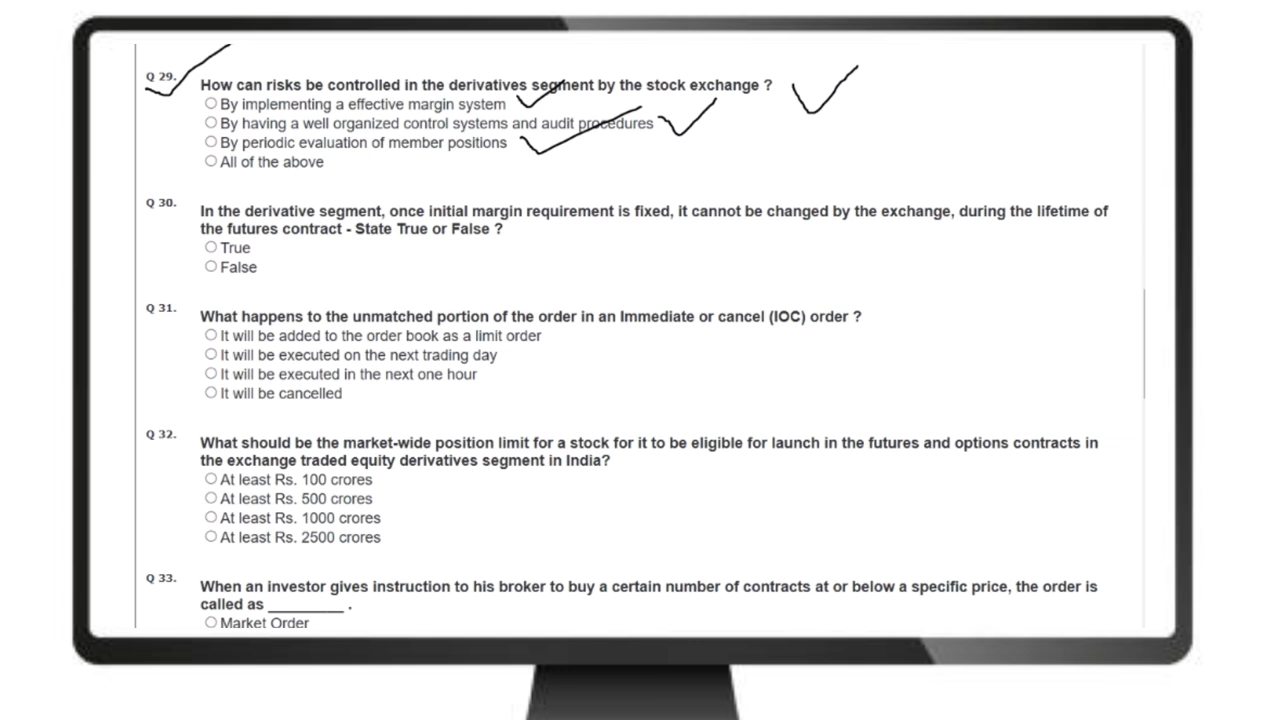 Q 29.
How can risks be controlled in the derivatives segment by the stock exchange ?
By implementing a effective margin system
By having a well organized control systems and audit procedures
By periodic evaluation of member positions
All of the above
Q 30.
In the derivative segment, once initial margin requirement is fixed, it cannot be changed by the exchange, during the lifetime of
the futures contract - State True or False ?
True
False
Q 31.
What happens to the unmatched portion of the order in an Immediate or cancel (IOC) order ?
It will be added to the order book as a limit order
It will be executed on the next trading day
It will be executed in the next one hour
It will be cancelled
Q 32.
What should be the market-wide position limit for a stock for it to be eligible for launch in the futures and options contracts in
the exchange traded equity derivatives segment in India?
At least Rs. 100 crores
At least Rs. 500 crores
At least Rs. 1000 crores
At least Rs. 2500 crores
Q 33.
When an investor gives instruction to his broker to buy a certain number of contracts at or below a specific price, the order is
called as _________ .
Market Order